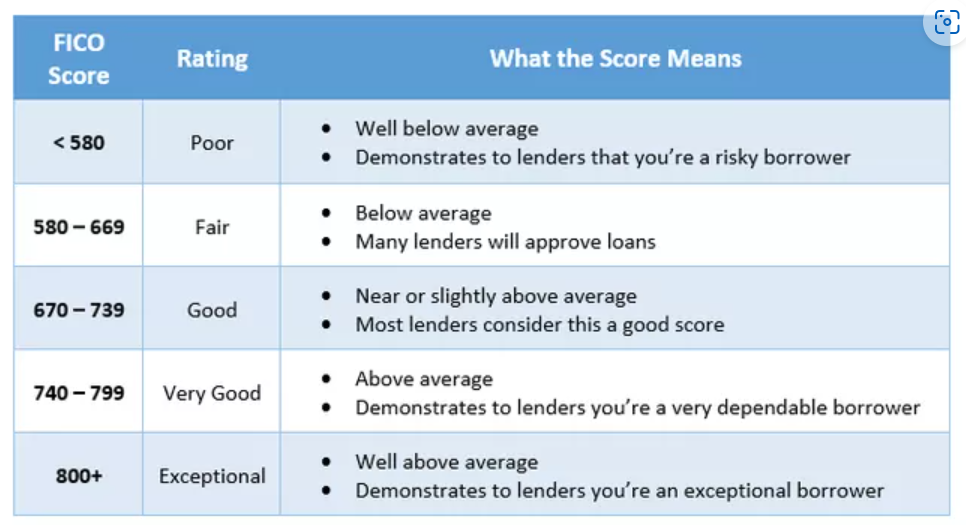 FICO
Score
Rating
What the Score Means
< 580
Poor
• Well below average
• Demonstrates to lenders that you're a risky borrower
580 – 669
Fair
• Below average
• Many lenders will approve loans
670 – 739
Good
• Near or slightly above average
• Most lenders consider this a good score
740 – 799
Very Good
• Above average
• Demonstrates to lenders you're a very dependable borrower
800+
Exceptional
• Well above average
• Demonstrates to lenders you're an exceptional borrower